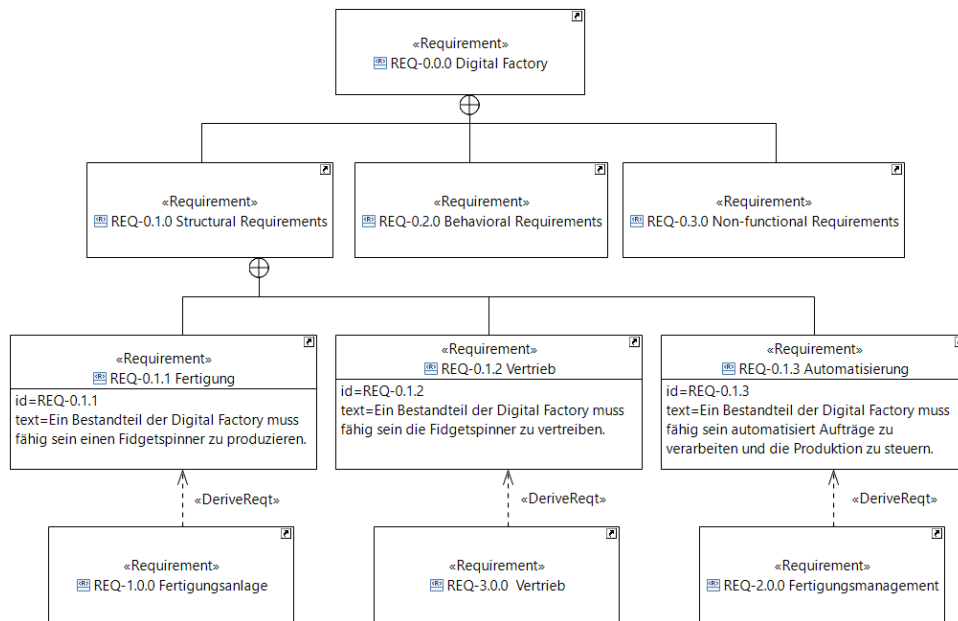 «Requirement»
REQ-0.0.0 Digital Factory
«Requirement»
REQ-0.1.0 Structural Requirements
«Requirement»
REQ-0.2.0 Behavioral Requirements
«Requirement»
REQ-0.3.0 Non-functional Requirements
«Requirement»
REQ-0.1.1 Fertigung
id=REQ-0.1.1
text=Ein Bestandteil der Digital Factory muss
fähig sein einen Fidgetspinner zu produzieren.
«Requirement»
REQ-0.1.2 Vertrieb
id=REQ-0.1.2
text=Ein Bestandteil der Digital Factory muss
fähig sein die Fidgetspinner zu vertreiben.
«Requirement»
REQ-0.1.3 Automatisierung
id=REQ-0.1.3
text=Ein Bestandteil der Digital Factory muss
fähig sein automatisiert Aufträge zu
verarbeiten und die Produktion zu steuern.
«DeriveReqt»
«DeriveReqt»
«DeriveReqt»
«Requirement»
REQ-1.0.0 Fertigungsanlage
«Requirement»
REQ-3.0.0 Vertrieb
«Requirement»
REQ-2.0.0 Fertigungsmanagement